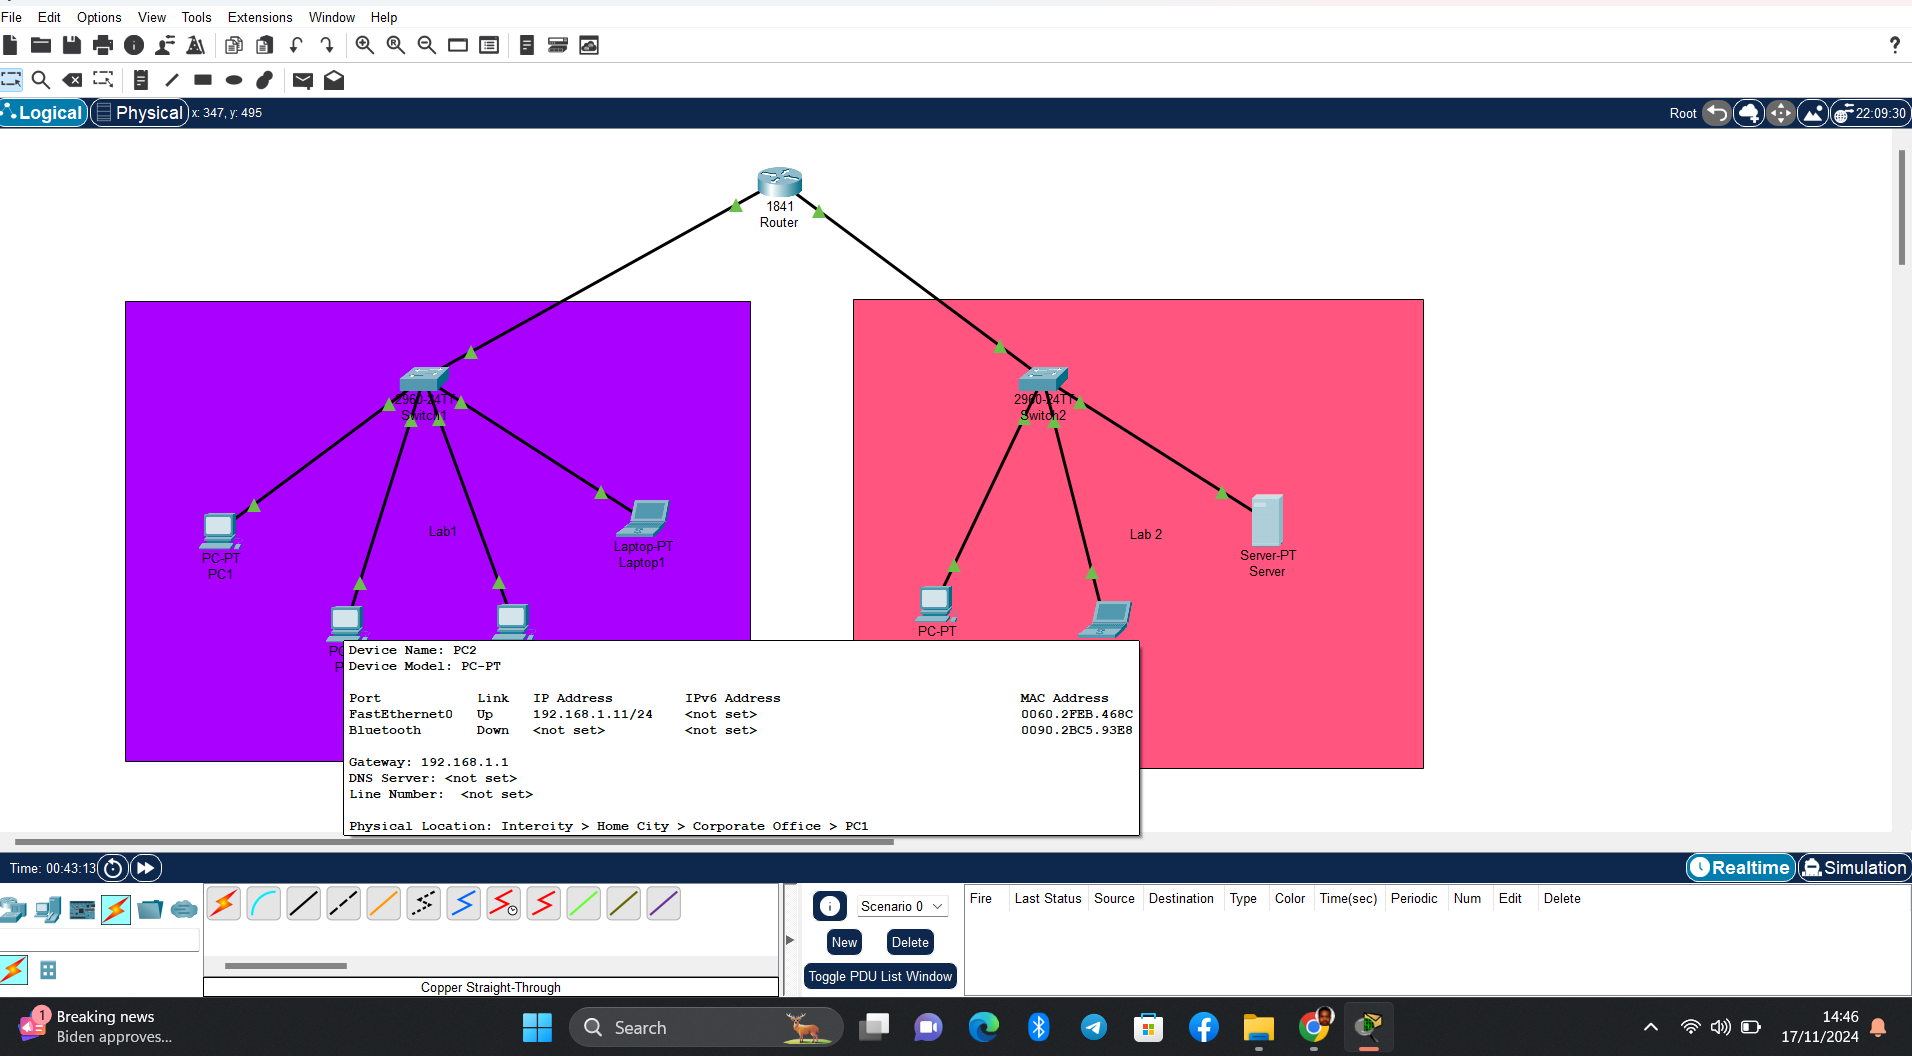 File Edit Options View Tools Extensions Window Help
?
Logical Physical x: 347, y: 495 Root 22:09:30
1841
Router
2960-24TT
Switch1
2960-24TT
Switch2
Lab1
Lab 2
PC-PT
PC1
Laptop-PT
Laptop1
Server-PT
Server
PC-PT
Device Name: PC2
Device Model: PC-PT
Port Link IP Address IPv6 Address MAC Address
FastEthernet0 Up 192.168.1.11/24 <not set> 0060.2FEB.468C
Bluetooth Down <not set> <not set> 0090.2BC5.93E8
Gateway: 192.168.1.1
DNS Server: <not set>
Line Number: <not set>
Physical Location: Intercity > Home City > Corporate Office > PC1
Time: 00:43:13 Realtime Simulation
Scenario 0
New Delete
Toggle PDU List Window
Fire Last Status Source Destination Type Color Time(sec) Periodic Num Edit Delete
Copper Straight-Through
1
Breaking news
Biden approves...
Search
14:46
17/11/2024